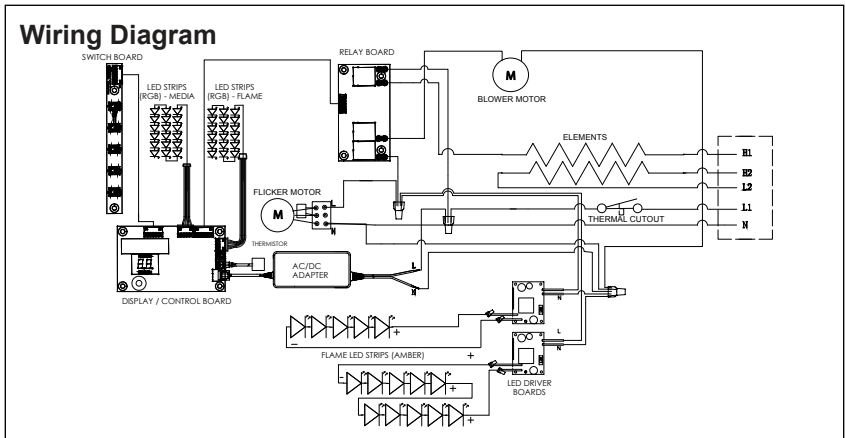 Wiring Diagram
SWITCH BOARD
RELAY BOARD
LED STRIPS
(RGB) - MEDIA
LED STRIPS
(RGB) - FLAME
M
BLOWER MOTOR
ELEMENTS
H1
H2
L2
L1
N
THERMAL CUTOUT
FLICKER MOTOR
M
L
N
THERMISTOR
AC/DC
ADAPTER
L
N
DISPLAY / CONTROL BOARD
N
L
N
FLAME LED STRIPS (AMBER)
LED DRIVER
BOARDS
- +
+
- +
+